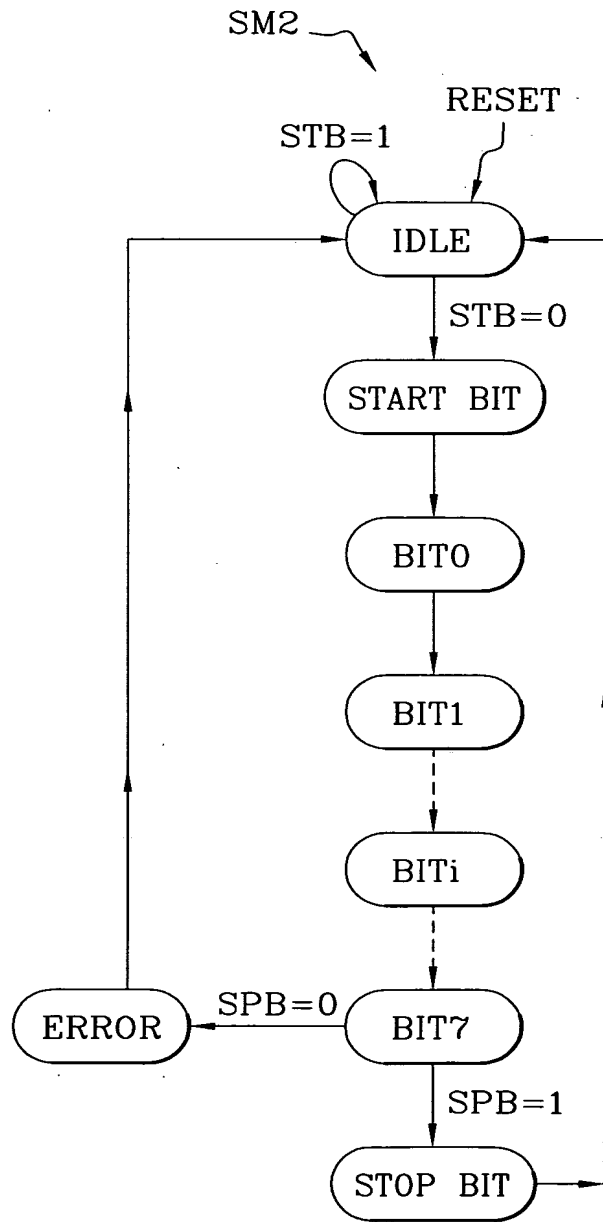 SM2
RESET
STB=1
IDLE
STB=0
START BIT
BIT0
BIT1
BITi
ERROR
SPB=0
BIT7
SPB=1
STOP BIT